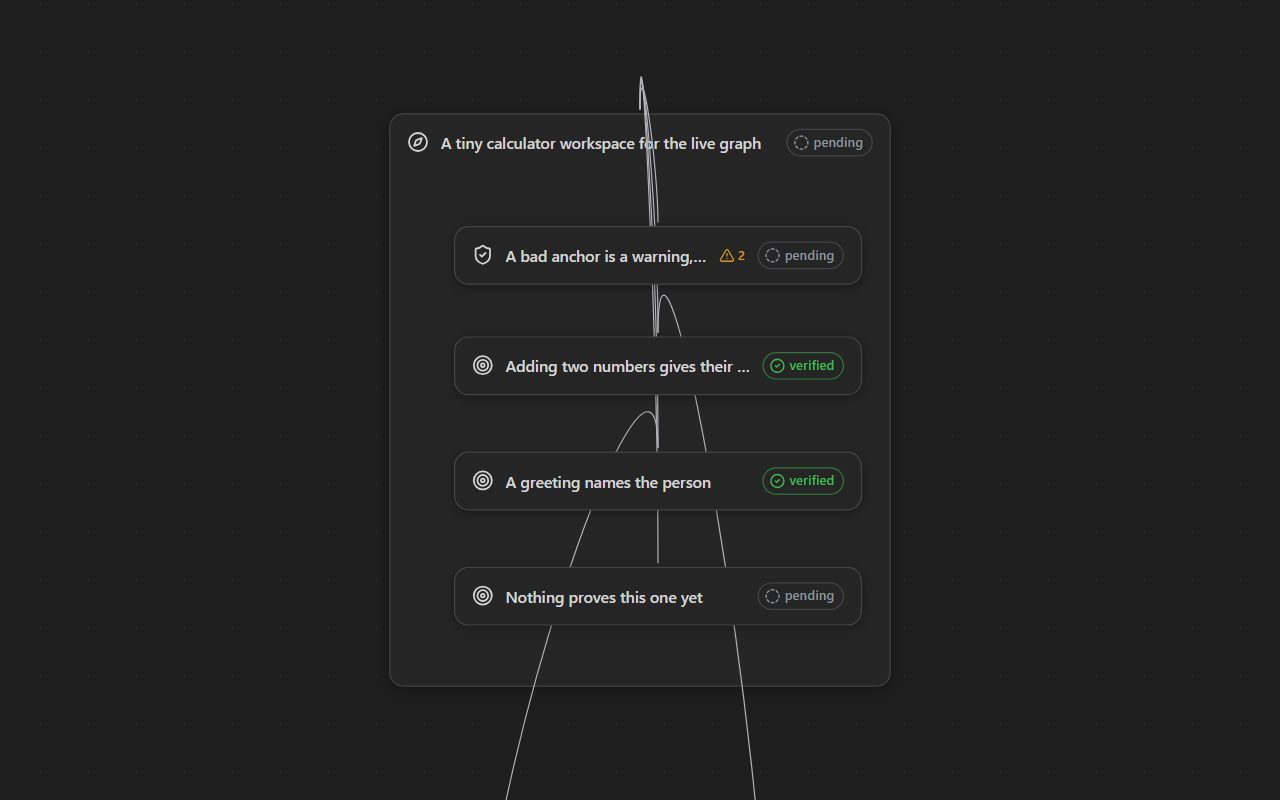 A tiny calculator workspace for the live graph pending
A bad anchor is a warning,... 2 pending
Adding two numbers gives their ... verified
A greeting names the person verified
Nothing proves this one yet pending